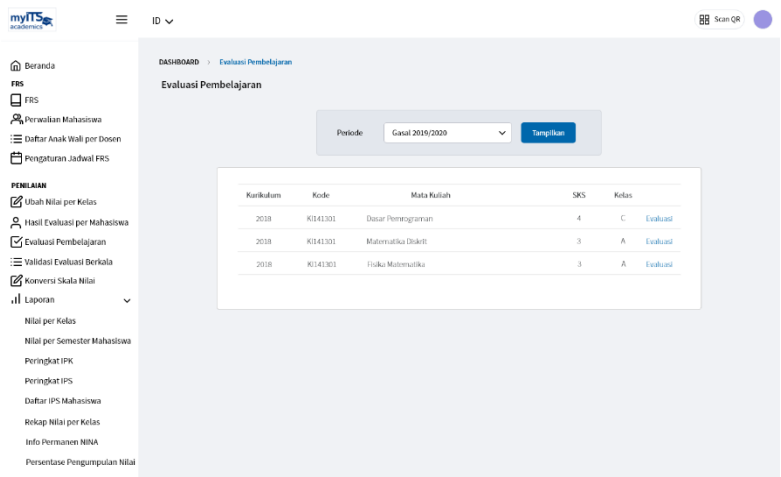 myITS
academics
ID
Scan QR
Beranda
FRS
FRS
Perwalian Mahasiswa
Daftar Anak Wali per Dosen
Pengaturan Jadwal FRS
PENILAIAN
Ubah Nilai per Kelas
Hasil Evaluasi per Mahasiswa
Evaluasi Pembelajaran
Validasi Evaluasi Berkala
Konversi Skala Nilai
Laporan
Nilai per Kelas
Nilai per Semester Mahasiswa
Peringkat IPK
Peringkat IPS
Daftar IPS Mahasiswa
Rekap Nilai per Kelas
Info Permanen NINA
Persentase Pengumpulan Nilai
DASHBOARD › Evaluasi Pembelajaran
Evaluasi Pembelajaran
Periode Gasal 2019/2020 Tampilkan
Kurikulum Kode Mata Kuliah SKS Kelas
2018 KI141301 Dasar Pemrograman 4 C Evaluasi
2018 KI141301 Matematika Diskrit 3 A Evaluasi
2018 KI141301 Fisika Matematika 3 A Evaluasi